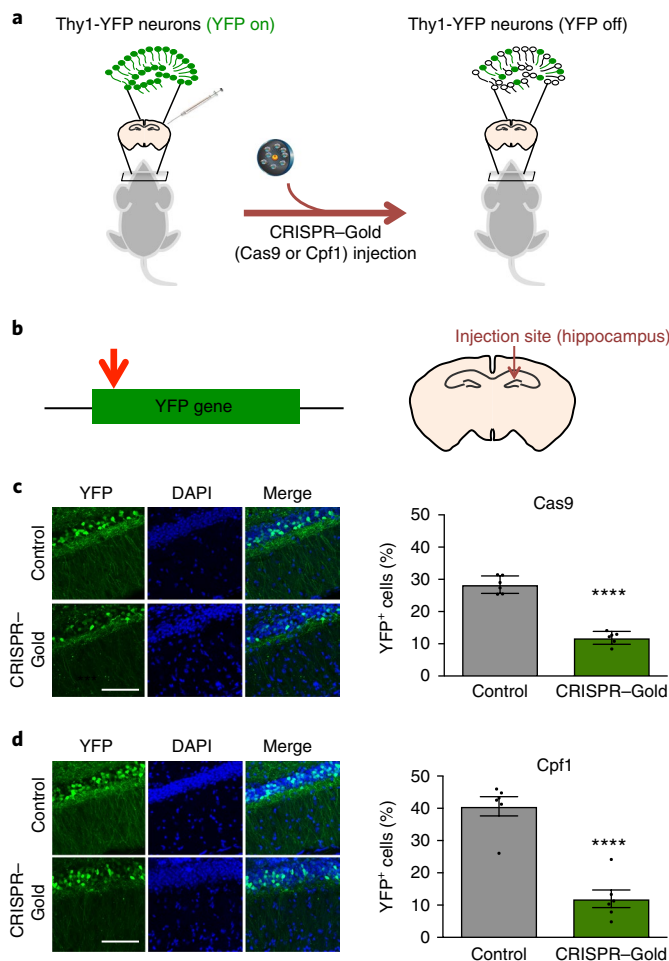 a
Thy1-YFP neurons (YFP on)
Thy1-YFP neurons (YFP off)
CRISPR–Gold
(Cas9 or Cpf1) injection
b
Injection site (hippocampus)
YFP gene
c
YFP DAPI Merge
Control
CRISPR–
Gold
Cas9
YFP+ cells (%)
50
40
30
20
10
0
****
Control CRISPR–Gold
d
YFP DAPI Merge
Control
CRISPR–
Gold
Cpf1
YFP+ cells (%)
50
40
30
20
10
0
****
Control CRISPR–Gold